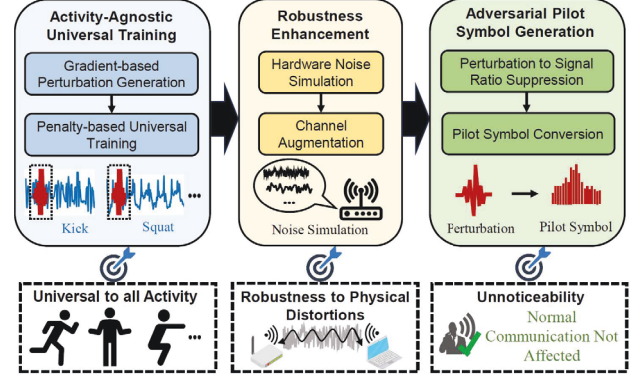 Activity-Agnostic
Universal Training
Gradient-based
Perturbation Generation
Penalty-based Universal
Training
Kick
Squat
...
Robustness
Enhancement
Hardware Noise
Simulation
Channel
Augmentation
Noise Simulation
Adversarial Pilot
Symbol Generation
Perturbation to Signal
Ratio Suppression
Pilot Symbol Conversion
Ferturbation
Pilot Symbol
Universal to all Activity
...
Robustness to Physical
Distortions
Unnoticeability
Normal
Communication Not
Affected